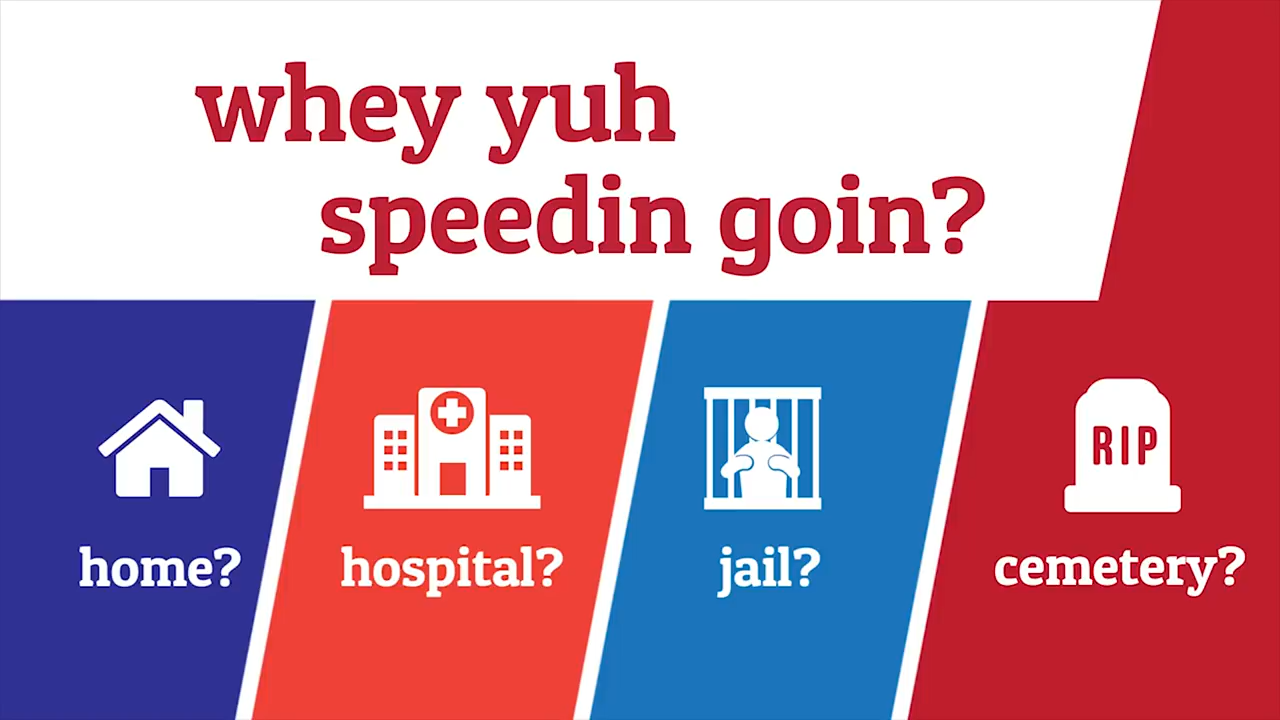 whey yuh
speedin goin?
RIP
home?
hospital?
jail?
cemetery?